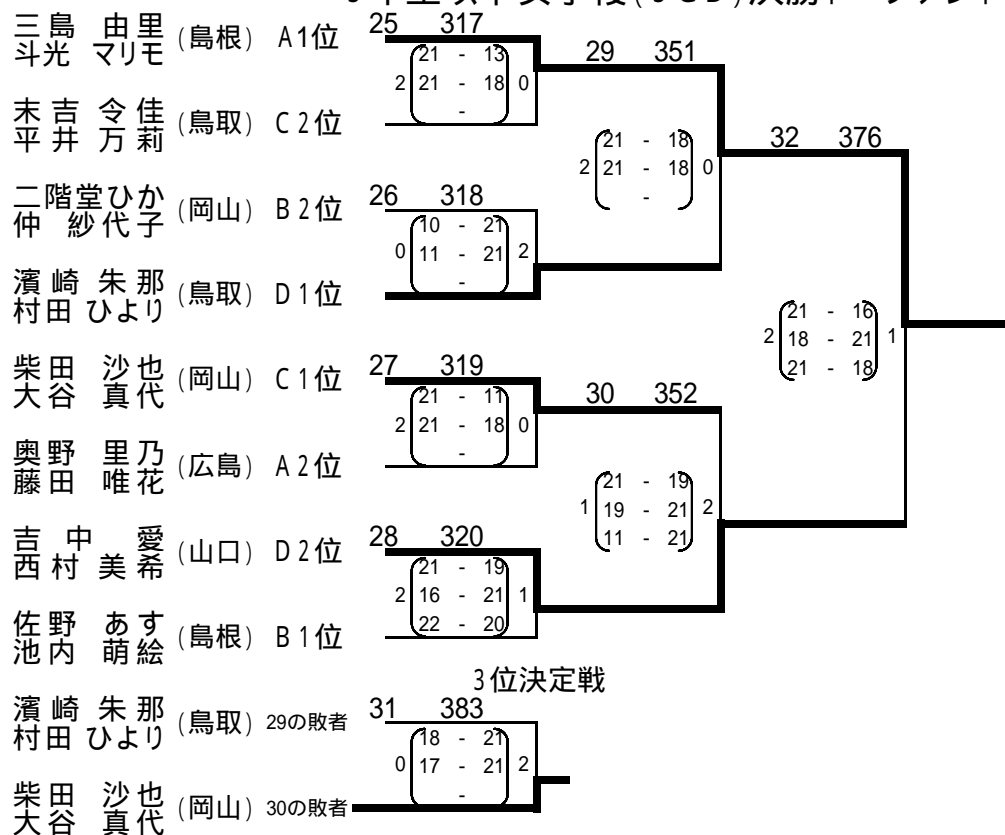 三島 由里 (島根) A1位
斗光 マリモ
25 317
21 - 13
2 21 - 18 0
-
末吉 令佳 (鳥取) C2位
平井 万莉
29 351
21 - 18
2 21 - 18 0
-
二階堂ひか (岡山) B2位
仲 紗代子
26 318
10 - 21
0 11 - 21 2
-
濱崎 朱那 (鳥取) D1位
村田 ひより
32 376
21 - 16
2 18 - 21 1
21 - 18
柴田 沙也 (岡山) C1位
大谷 真代
27 319
21 - 11
2 21 - 18 0
-
奥野 里乃 (広島) A2位
藤田 唯花
30 352
21 - 19
1 19 - 21 2
11 - 21
吉中 愛 (山口) D2位
西村 美希
28 320
21 - 19
2 16 - 21 1
22 - 20
佐野 あす (島根) B1位
池内 萌絵
3位決定戦
濱崎 朱那 (鳥取) 29の敗者
村田 ひより
31 383
18 - 21
0 17 - 21 2
-
柴田 沙也 (岡山) 30の敗者
大谷 真代